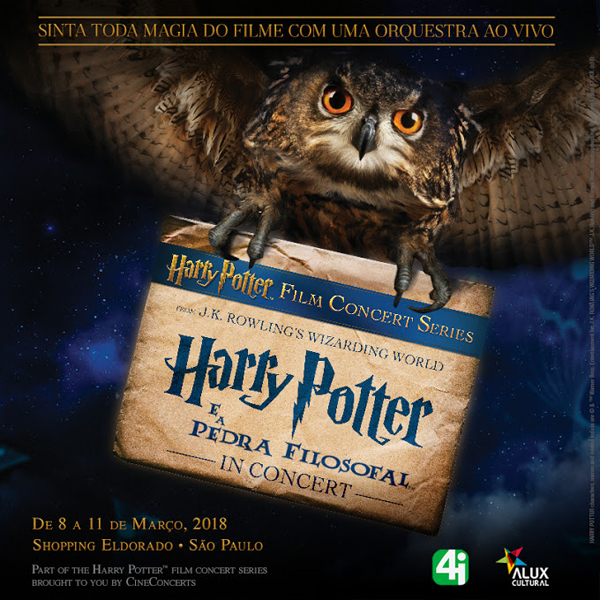 SINTA TODA MAGIA DO FILME COM UMA ORQUESTRA AO VIVO
Harry Potter™ FILM CONCERT SERIES
FROM J.K. ROWLING'S WIZARDING WORLD
Harry Potter
E A
PEDRA FILOSOFAL™
IN CONCERT
DE 8 A 11 DE MARÇO, 2018
SHOPPING ELDORADO • SÃO PAULO
PART OF THE HARRY POTTER™ FILM CONCERT SERIES
BROUGHT TO YOU BY CINECONCERTS
4i
ALUX
CULTURAL